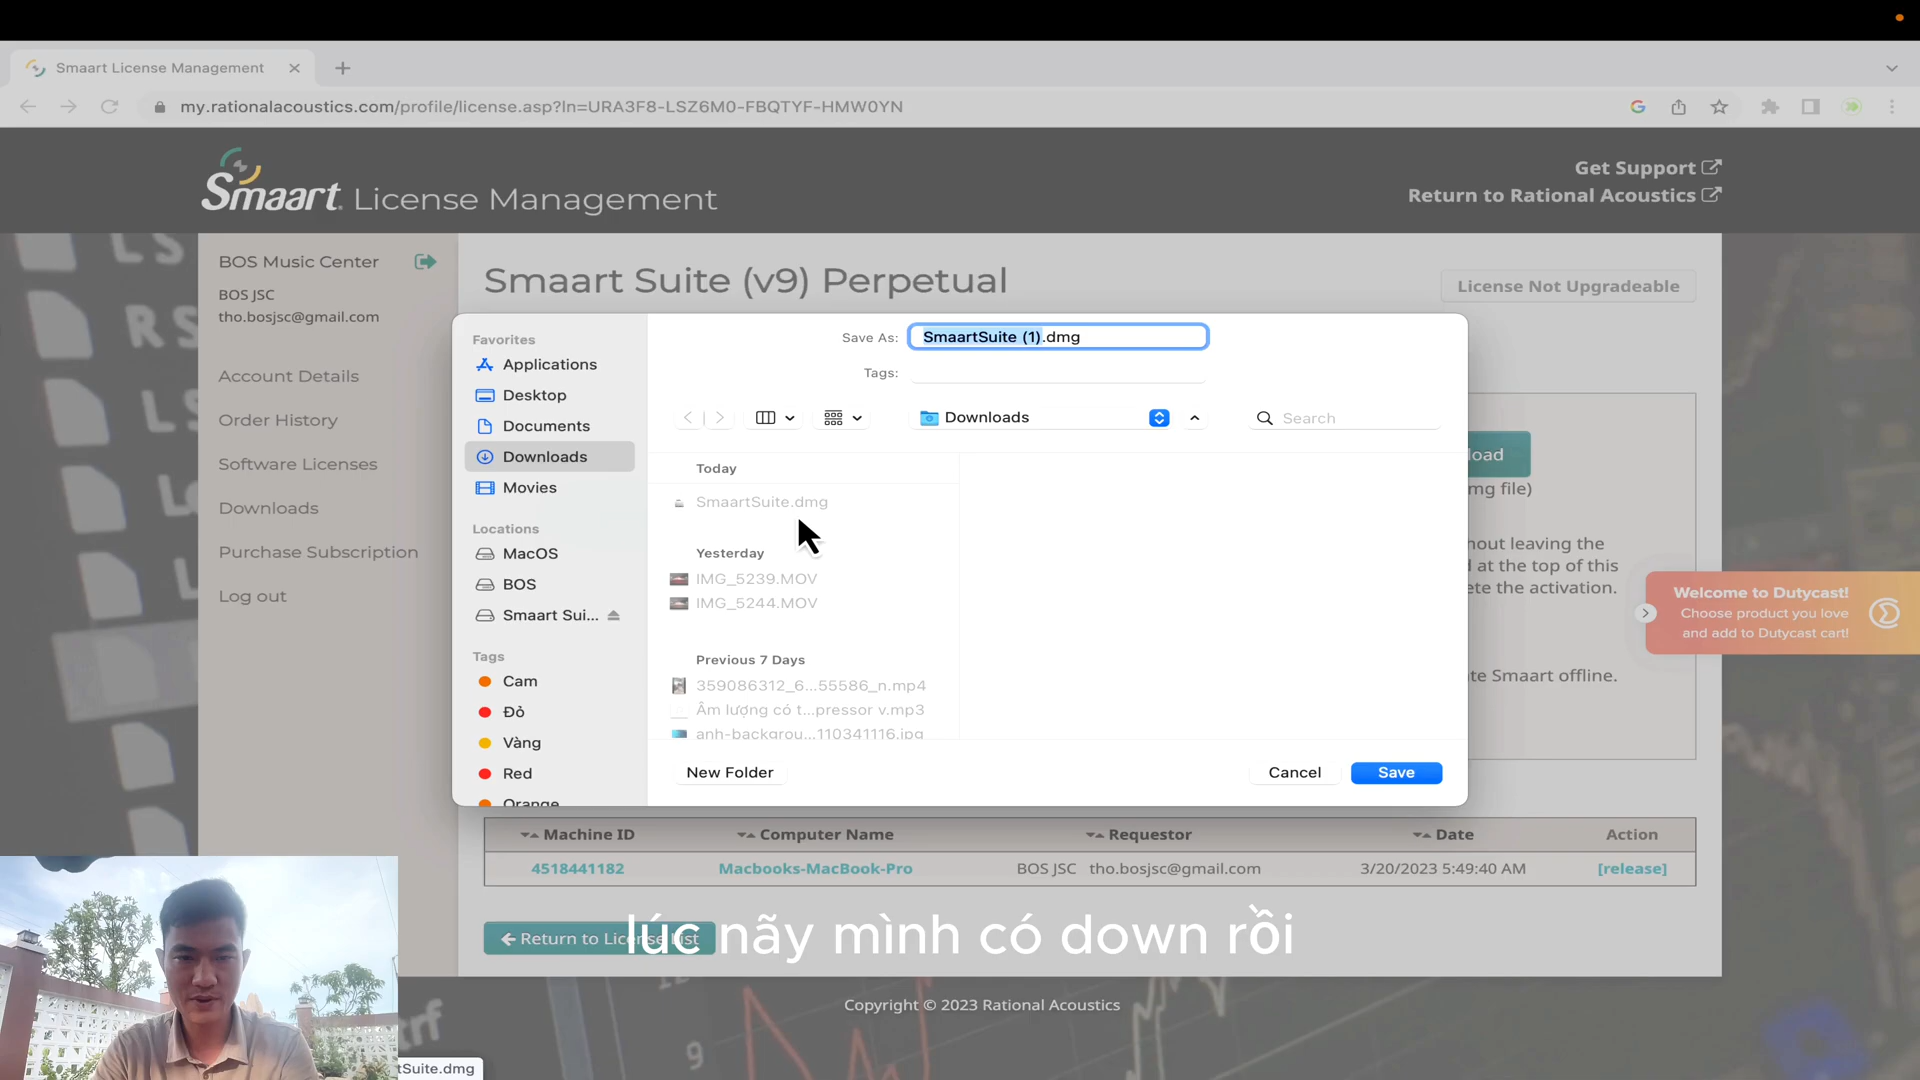 Smaart License Management
my.rationalacoustics.com/profile/license.asp?ln=URA3F8-LSZ6M0-FBQTYF-HMW0YN
Get Support
Smaart License Management
Return to Rational Acoustics
BOS Music Center
BOS JSC
tho.bosjsc@gmail.com
Account Details
Order History
Software Licenses
Downloads
Purchase Subscription
Log out
Smaart Suite (v9) Perpetual
License Not Upgradeable
Favorites
Applications
Desktop
Documents
Downloads
Movies
Locations
MacOS
BOS
Smaart Sui...
Tags
Cam
Đỏ
Vàng
Red
Orange
Save As: SmaartSuite (1).dmg
Tags:
Downloads
Search
Today
SmaartSuite.dmg
Yesterday
IMG_5239.MOV
IMG_5244.MOV
Previous 7 Days
359086312_6...55586_n.mp4
Âm lượng có t...pressor v.mp3
anh-backgrou...110341116.jpg
New Folder
Cancel
Save
load
mg file)
hout leaving the
d at the top of this
ete the activation.
te Smaart offline.
Welcome to Dutycast!
Choose product you love
and add to Dutycast cart!
Machine ID Computer Name Requestor Date Action
4518441182 Macbooks-MacBook-Pro BOS JSC tho.bosjsc@gmail.com 3/20/2023 5:49:40 AM [release]
Return to License List
lúc nãy mình có down rồi
Copyright © 2023 Rational Acoustics
tSuite.dmg